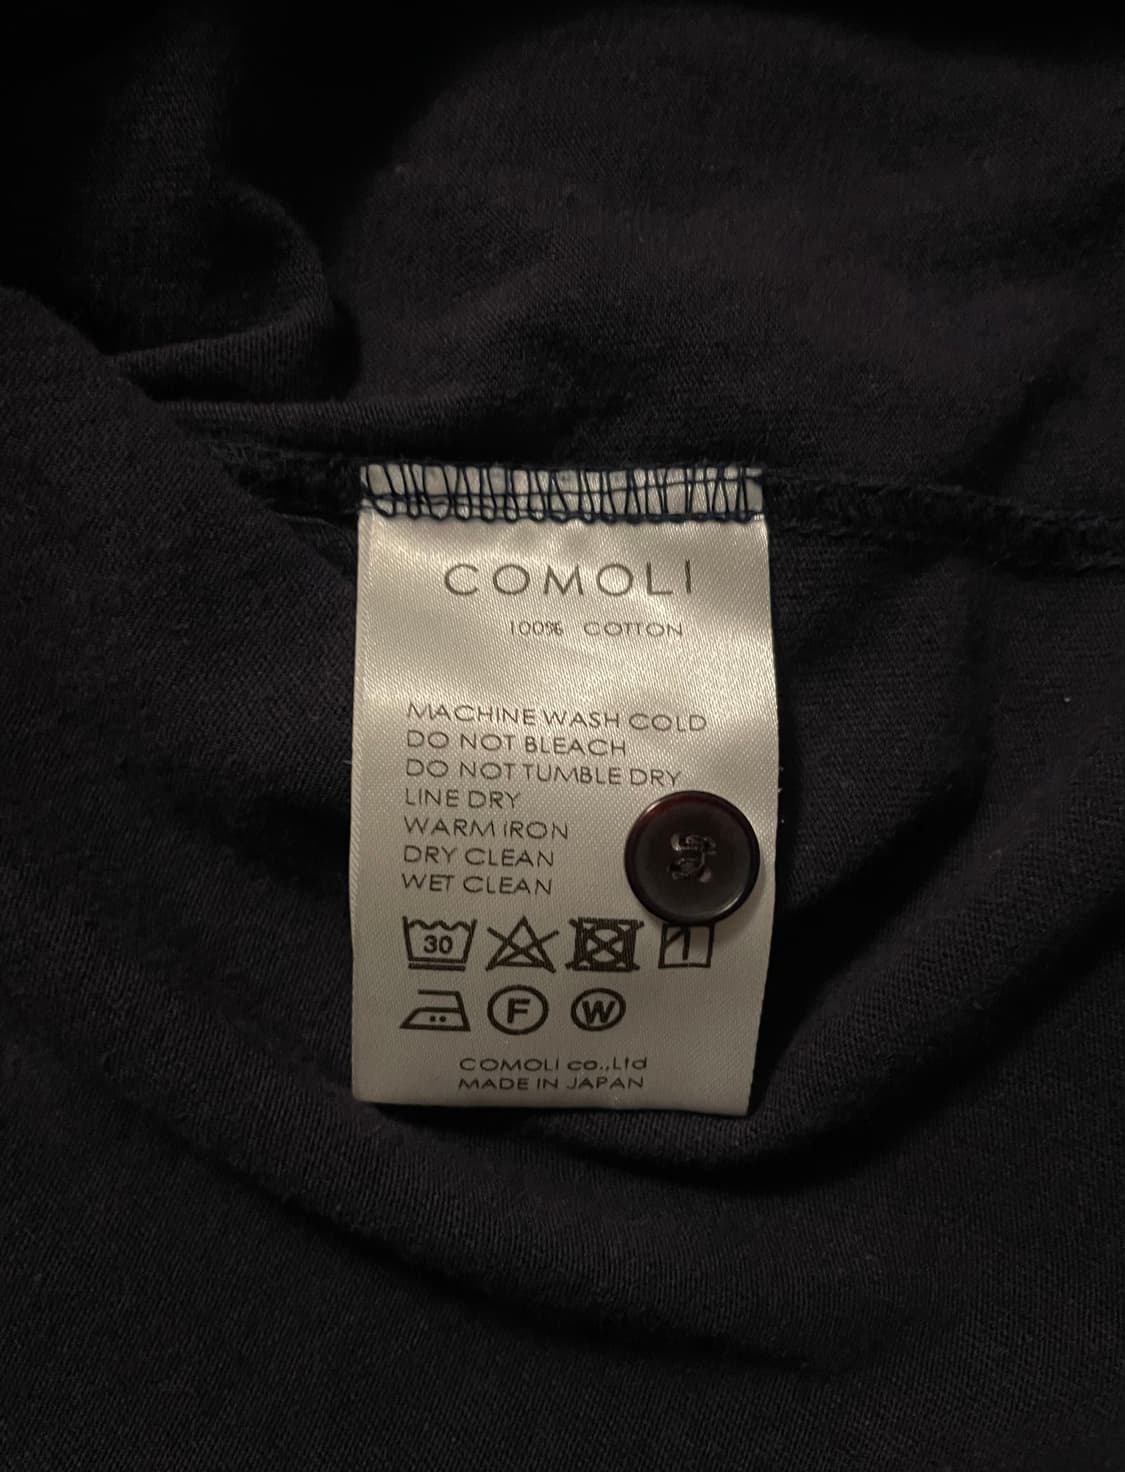 COMOLI
100% COTTON
MACHINE WASH COLD
DO NOT BLEACH
DO NOT TUMBLE DRY
LINE DRY
WARM IRON
DRY CLEAN
WET CLEAN
30
F W
COMOLI co.,Ltd
MADE IN JAPAN